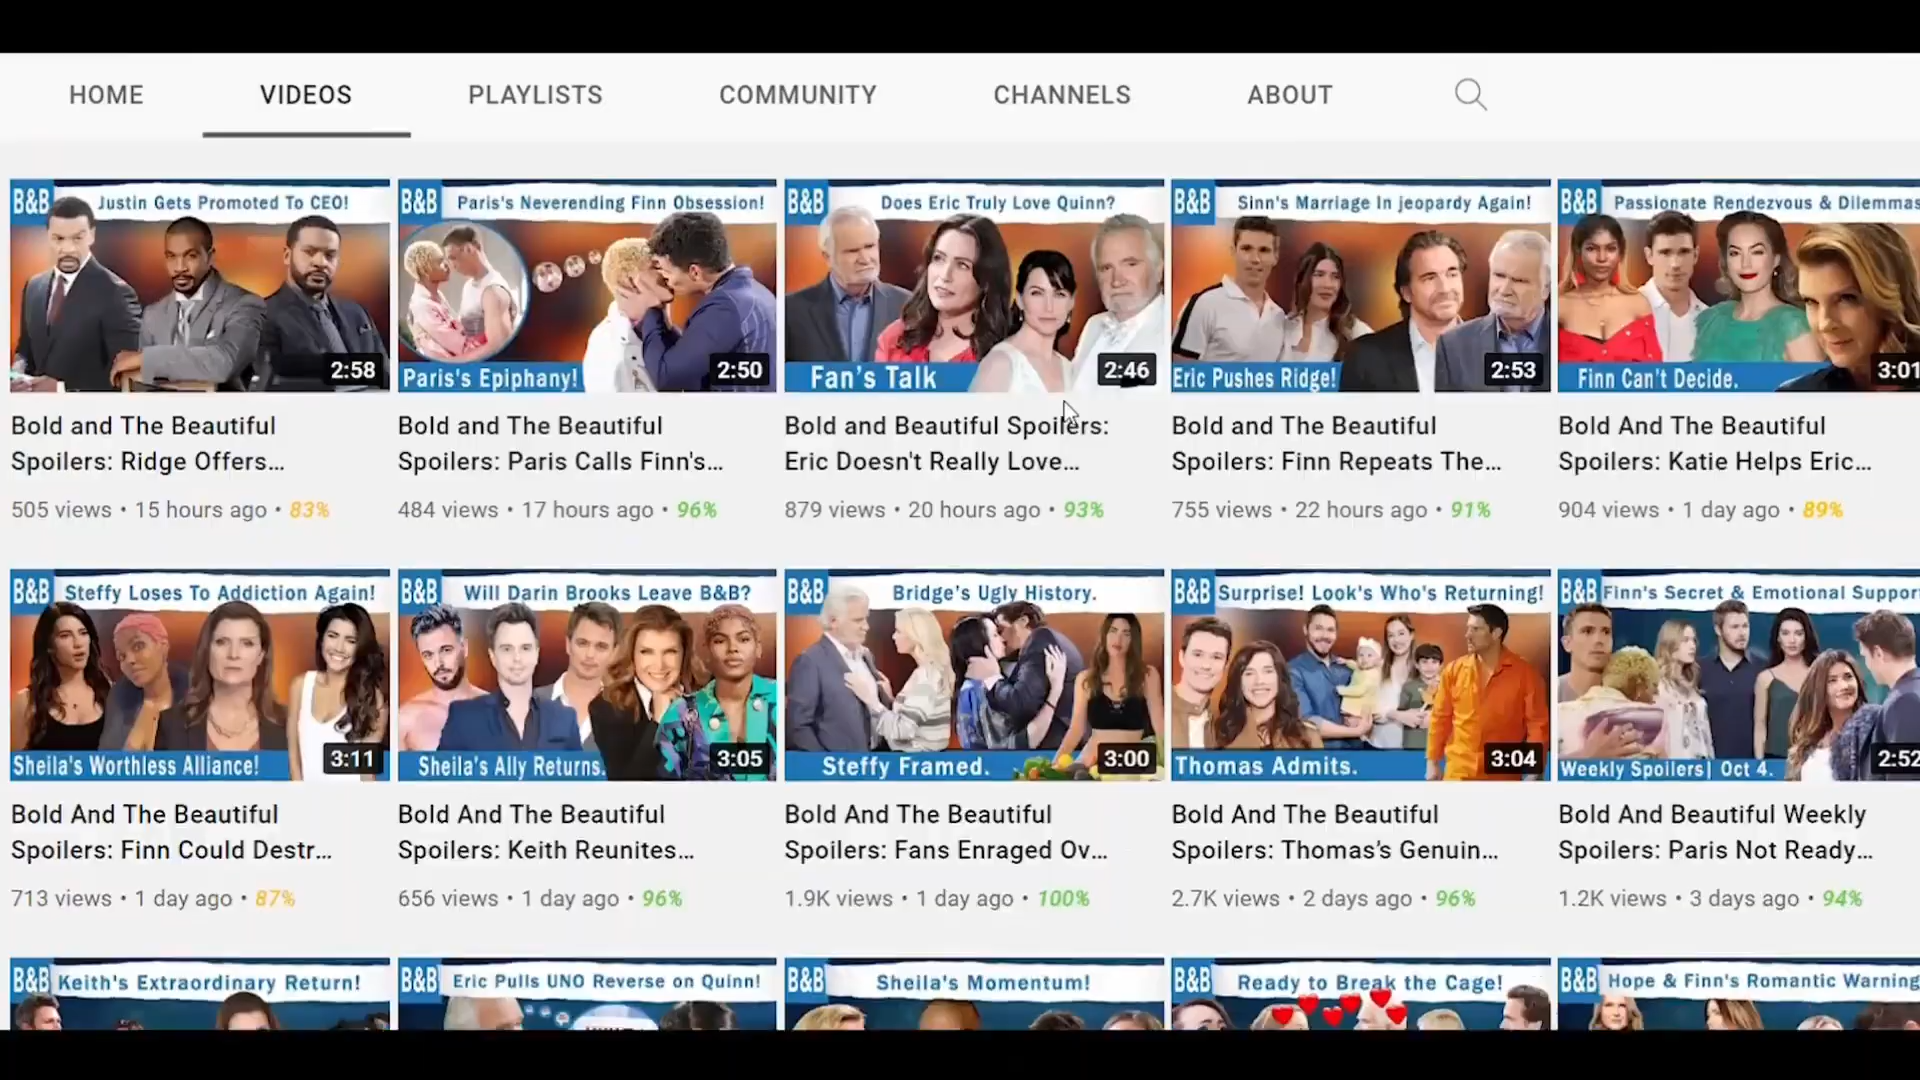 HOME VIDEOS PLAYLISTS COMMUNITY CHANNELS ABOUT
B&B Justin Gets Promoted To CEO!
2:58
Bold and The Beautiful
Spoilers: Ridge Offers...
505 views • 15 hours ago • 83%
B&B Paris's Neverending Finn Obsession!
Paris's Epiphany!
2:50
Bold and The Beautiful
Spoilers: Paris Calls Finn's...
484 views • 17 hours ago • 96%
B&B Does Eric Truly Love Quinn?
Fan's Talk
2:46
Bold and Beautiful Spoilers:
Eric Doesn't Really Love...
879 views • 20 hours ago • 93%
B&B Sinn's Marriage In jeopardy Again!
Eric Pushes Ridge!
2:53
Bold and The Beautiful
Spoilers: Finn Repeats The...
755 views • 22 hours ago • 91%
B&B Passionate Rendezvous & Dilemmas
Finn Can't Decide.
3:01
Bold And The Beautiful
Spoilers: Katie Helps Eric...
904 views • 1 day ago • 89%
B&B Steffy Loses To Addiction Again!
Sheila's Worthless Alliance!
3:11
Bold And The Beautiful
Spoilers: Finn Could Destr...
713 views • 1 day ago • 87%
B&B Will Darin Brooks Leave B&B?
Sheila's Ally Returns.
3:05
Bold And The Beautiful
Spoilers: Keith Reunites...
656 views • 1 day ago • 96%
B&B Bridge's Ugly History.
Steffy Framed.
3:00
Bold And The Beautiful
Spoilers: Fans Enraged Ov...
1.9K views • 1 day ago • 100%
B&B Surprise! Look's Who's Returning!
Thomas Admits.
3:04
Bold And The Beautiful
Spoilers: Thomas's Genuin...
2.7K views • 2 days ago • 96%
B&B Finn's Secret & Emotional Support
Weekly Spoilers| Oct 4.
2:52
Bold And Beautiful Weekly
Spoilers: Paris Not Ready...
1.2K views • 3 days ago • 94%
B&B Keith's Extraordinary Return!
B&B Eric Pulls UNO Reverse on Quinn!
B&B Sheila's Momentum!
B&B Ready to Break the Cage!
B&B Hope & Finn's Romantic Warning